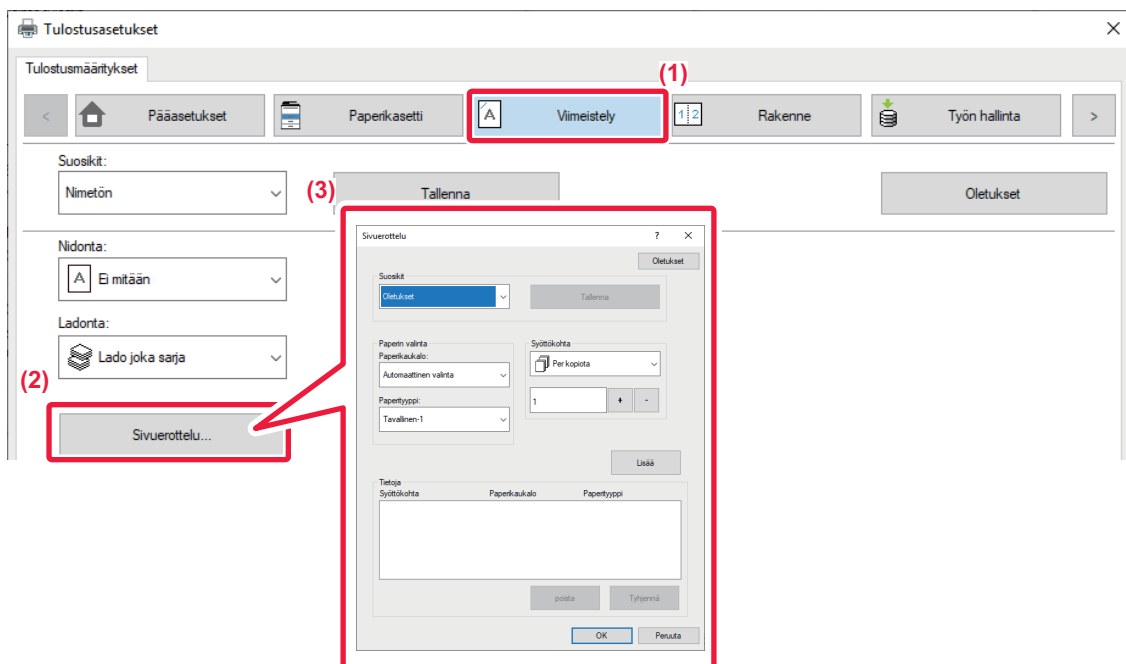 Tulostusasetukset
Tulostusmääritykset
(1)
< Pääasetukset Paperikasetti A Viimeistely 1 2 Rakenne Työn hallinta >
Suosikit:
Nimetön
(3)
Tallenna
Oletukset
Nidonta:
A Ei mitään
Ladonta:
Lado joka sarja
(2)
Sivuerottelu...
Sivuerottelu ?
Oletukset
Suosikit
Oletukset
Tallenna
Paperin valinta
Paperikaukalo:
Automaattinen valinta
Paperityyppi:
Tavallinen-1
Syöttökohta
Per kopiota
1 + -
Lisää
Tietoja
Syöttökohta Paperikaukalo Paperityyppi
poista Tyhjennä
OK Peruuta